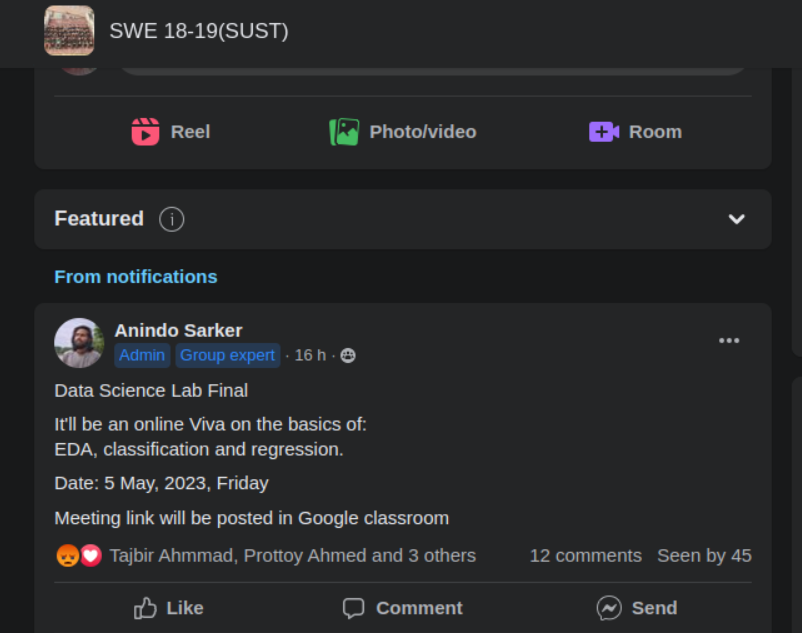 SWE 18-19(SUST)
Reel Photo/video Room
Featured
From notifications
Anindo Sarker
Admin Group expert · 16 h ·
Data Science Lab Final
It'll be an online Viva on the basics of:
EDA, classification and regression.
Date: 5 May, 2023, Friday
Meeting link will be posted in Google classroom
Tajbir Ahmmad, Prottoy Ahmed and 3 others 12 comments Seen by 45
Like Comment Send